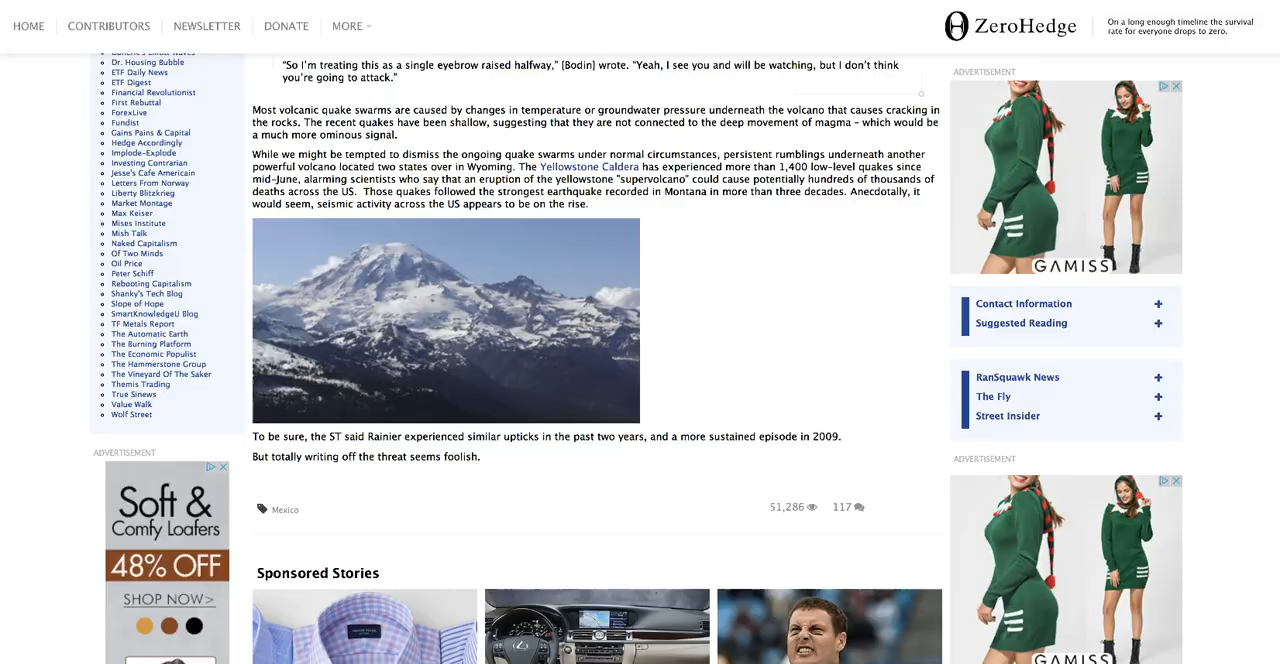 HOME
CONTRIBUTORS
NEWSLETTER
DONATE
MORE
ZeroHedge
On a long enough timeline the survival
rate for everyone drops to zero.
Dr. Housing Bubble
ETF Daily News
ETF Digest
Financial Revolutionist
First Rebuttal
ForexLive
Fundist
Gains Pains & Capital
Hedge Accordingly
Implode-Explode
Investing Contrarian
Jesse's Cafe Americain
Letters From Norway
Liberty Blitzkrieg
Market Montage
Max Keiser
Mises Institute
Mish Talk
Naked Capitalism
Of Two Minds
Oil Price
Peter Schiff
Rebooting Capitalism
Shanky's Tech Blog
Slope of Hope
SmartKnowledgeU Blog
TF Metals Report
The Automatic Earth
The Burning Platform
The Economic Populist
The Hammerstone Group
The Vineyard Of The Saker
Themis Trading
True Sinews
Value Walk
Wolf Street
ADVERTISEMENT
Soft &
Comfy Loafers
48% OFF
SHOP NOW>
“So I’m treating this as a single eyebrow raised halfway,” [Bodin] wrote. “Yeah, I see you and will be watching, but I don’t think
you’re going to attack.”
Most volcanic quake swarms are caused by changes in temperature or groundwater pressure underneath the volcano that causes cracking in
the rocks. The recent quakes have been shallow, suggesting that they are not connected to the deep movement of magma – which would be
a much more ominous signal.
While we might be tempted to dismiss the ongoing quake swarms under normal circumstances, persistent rumblings underneath another
powerful volcano located two states over in Wyoming. The Yellowstone Caldera has experienced more than 1,400 low-level quakes since
mid-June, alarming scientists who say that an eruption of the yellowstone "supervolcano" could cause potentially hundreds of thousands of
deaths across the US. Those quakes followed the strongest earthquake recorded in Montana in more than three decades. Anecdotally, it
would seem, seismic activity across the US appears to be on the rise.
To be sure, the ST said Rainier experienced similar upticks in the past two years, and a more sustained episode in 2009.
But totally writing off the threat seems foolish.
Mexico
51,286
117
Sponsored Stories
ADVERTISEMENT
GAMISS
Contact Information
Suggested Reading
RanSquawk News
The Fly
Street Insider
ADVERTISEMENT
GAMISS